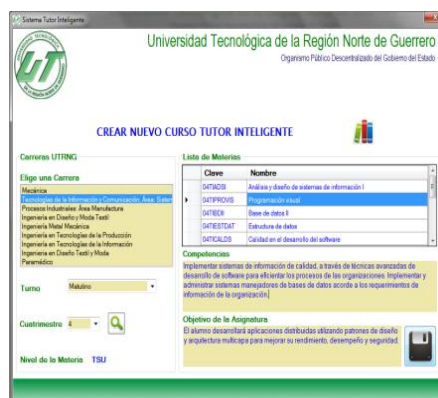 Sistema Tutor Inteligente
Universidad Tecnológica de la Región Norte de Guerrero
Organismo Público Descentralizado del Gobierno del Estado
UT
CREAR NUEVO CURSO TUTOR INTELIGENTE
Carreras UTRNG
Elige una Carrera
Mecánica
Tecnologías de la Información y Comunicación, Área: Sistem
Procesos Industriales Área Manufactura
Ingeniería en Diseño y Moda Textil
Ingeniería Metal Mecánica
Ingeniería en Tecnologías de la Producción
Ingeniería en Tecnologías de la Información
Ingeniería en Diseño Textil y Moda
Paramédico
Turno Matutino
Cuatrimestre 4
Nivel de la Materia TSU
Lista de Materias
Clave Nombre
04TIADSI Análisis y diseño de sistemas de información I
04TIPROVIS Programación visual
04TIBDII Base de datos II
04TIESTDAT Estructura de datos
04TICALDS Calidad en el desarrollo del software
Competencias
Implementar sistemas de información de calidad, a través de técnicas avanzadas de
desarrollo de software para eficientar los procesos de las organizaciones. Implementar y
administrar sistemas manejadores de bases de datos acorde a los requerimientos de
información de la organización.
Objetivo de la Asignatura
El alumno desarrollará aplicaciones distribuidas utilizando patrones de diseño
y arquitectura multicapa para mejorar su rendimiento, desempeño y seguridad.